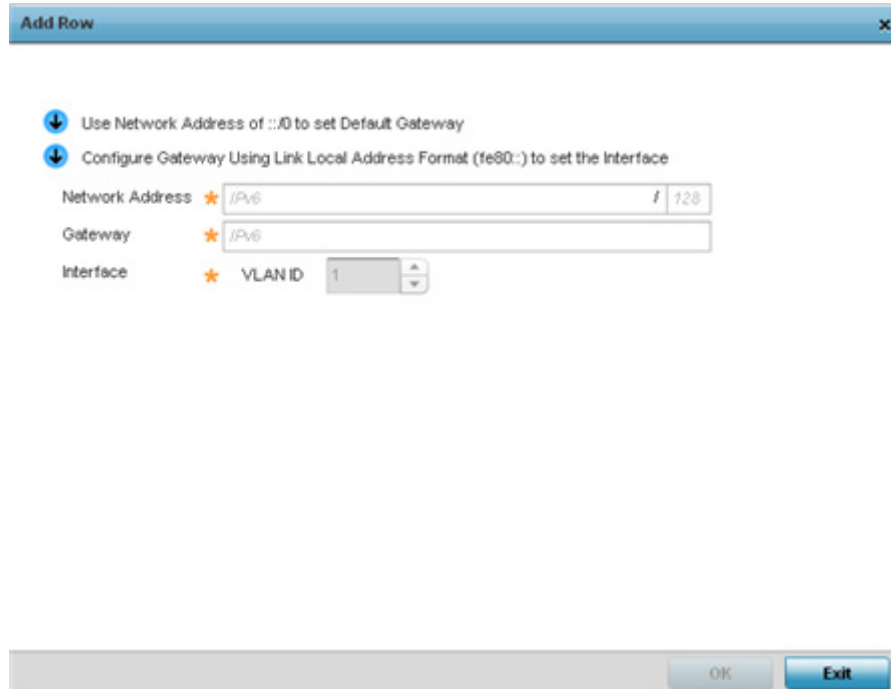 Add Row
x
Use Network Address of ::/0 to set Default Gateway
Configure Gateway Using Link Local Address Format (fe80::) to set the Interface
Network Address * IPv6 / 128
Gateway * IPv6
Interface * VLAN ID 1
OK Exit